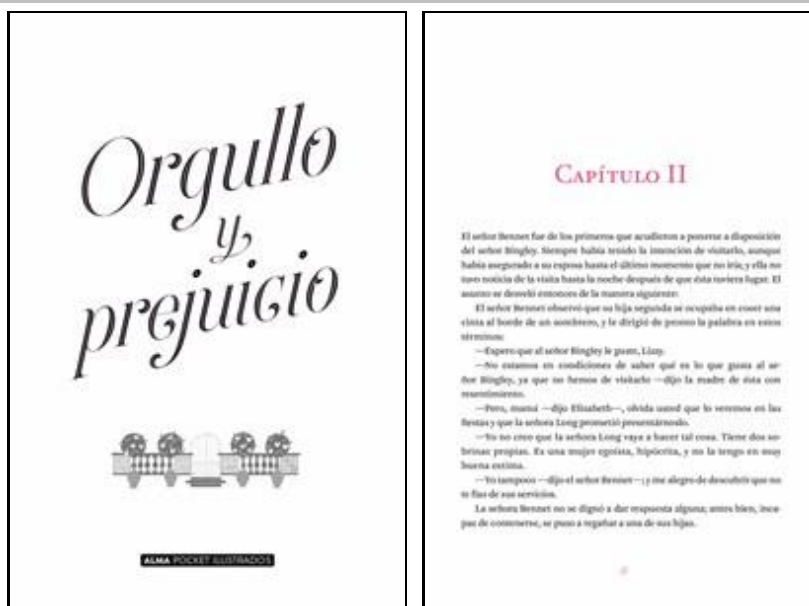 Orgullo
y
prejuicio
ALMA POCKET ILUSTRADOS
CAPÍTULO II
El señor Bennet fue de los primeros que acudieron a ponerse a disposición
del señor Bingley. Siempre había tenido la intención de visitarlo, aunque
había asegurado a su esposa hasta el último momento que no iría; y ella no
tuvo noticia de la visita hasta la noche después de que ésta tuviera lugar. El
asunto se desveló entonces de la manera siguiente:
El señor Bennet observó que su hija segunda se ocupaba en coser una
cinta al borde de un sombrero, y le dirigió de pronto la palabra en estos
términos:
—Espero que al señor Bingley le guste, Lizzy.
—No estamos en condiciones de saber qué es lo que gusta al se-
ñor Bingley, ya que no hemos de visitarlo —dijo la madre de ésta con
resentimiento.
—Pero, mamá —dijo Elizabeth—, olvida usted que lo veremos en las
fiestas y que la señora Long prometió presentárnoslo.
—Yo no creo que la señora Long vaya a hacer tal cosa. Tiene dos so-
brinas propias. Es una mujer egoísta, hipócrita, y no la tengo en muy
buena estima.
—Yo tampoco —dijo el señor Bennet—; y me alegro de descubrir que no
te fías de sus servicios.
La señora Bennet no se dignó a dar respuesta alguna; antes bien, inca-
paz de contenerse, se puso a regañar a una de sus hijas.